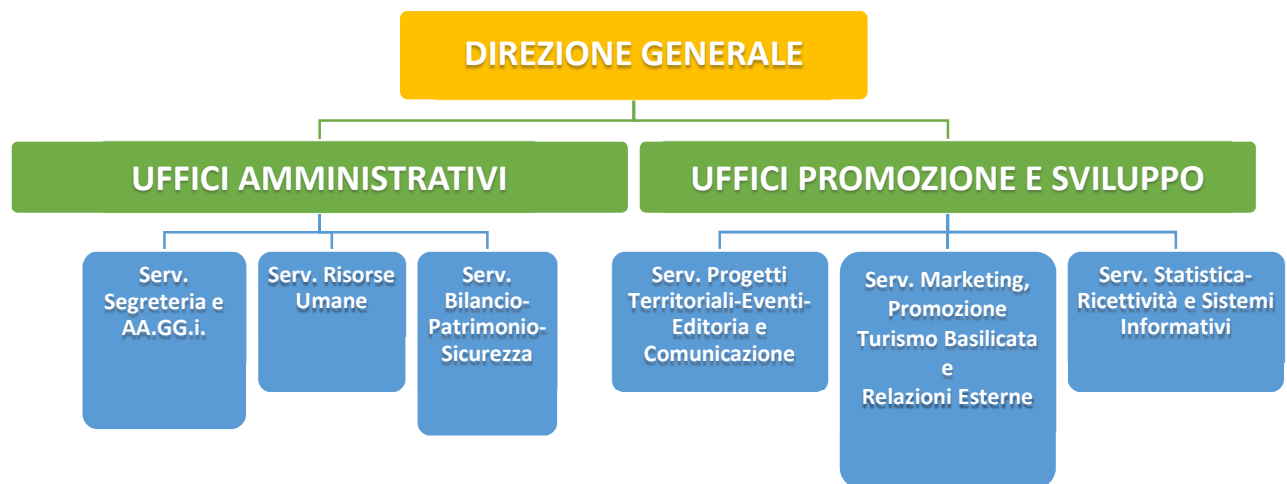 DIREZIONE GENERALE
UFFICI AMMINISTRATIVI
UFFICI PROMOZIONE E SVILUPPO
Serv.
Segreteria e
AA.GG.i.
Serv. Risorse
Umane
Serv.
Bilancio-
Patrimonio-
Sicurezza
Serv. Progetti
Territoriali-Eventi-
Editoria e
Comunicazione
Serv. Marketing,
Promozione
Turismo Basilicata
e
Relazioni Esterne
Serv. Statistica-
Ricettività e Sistemi
Informativi